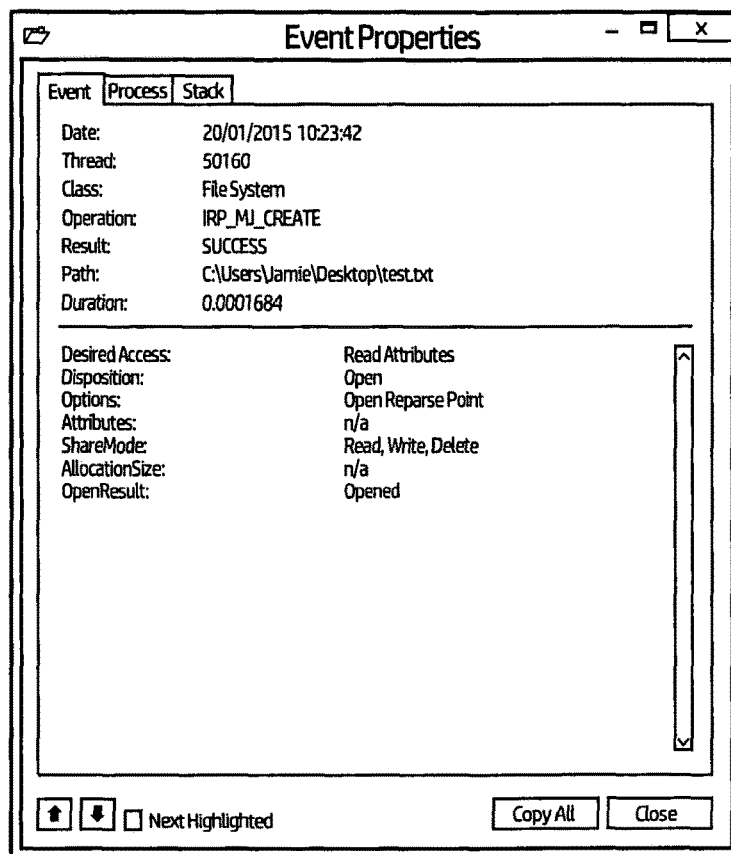 Event Properties
X
Event Process Stack
Date: 20/01/2015 10:23:42
Thread: 50160
Class: File System
Operation: IRP_MJ_CREATE
Result: SUCCESS
Path: C:\Users\Jamie\Desktop\test.txt
Duration: 0.0001684
Desired Access: Read Attributes
Disposition: Open
Options: Open Reparse Point
Attributes: n/a
ShareMode: Read, Write, Delete
AllocationSize: n/a
OpenResult: Opened
Next Highlighted Copy All Close